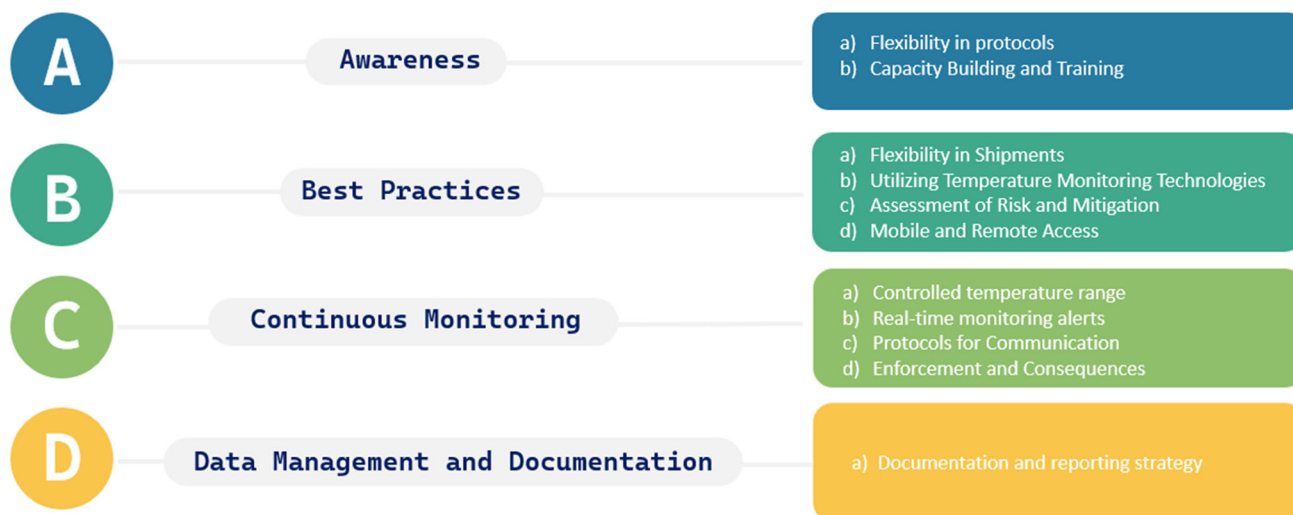 A
Awareness
a) Flexibility in protocols
b) Capacity Building and Training
B
Best Practices
a) Flexibility in Shipments
b) Utilizing Temperature Monitoring Technologies
c) Assessment of Risk and Mitigation
d) Mobile and Remote Access
C
Continuous Monitoring
a) Controlled temperature range
b) Real-time monitoring alerts
c) Protocols for Communication
d) Enforcement and Consequences
D
Data Management and Documentation
a) Documentation and reporting strategy